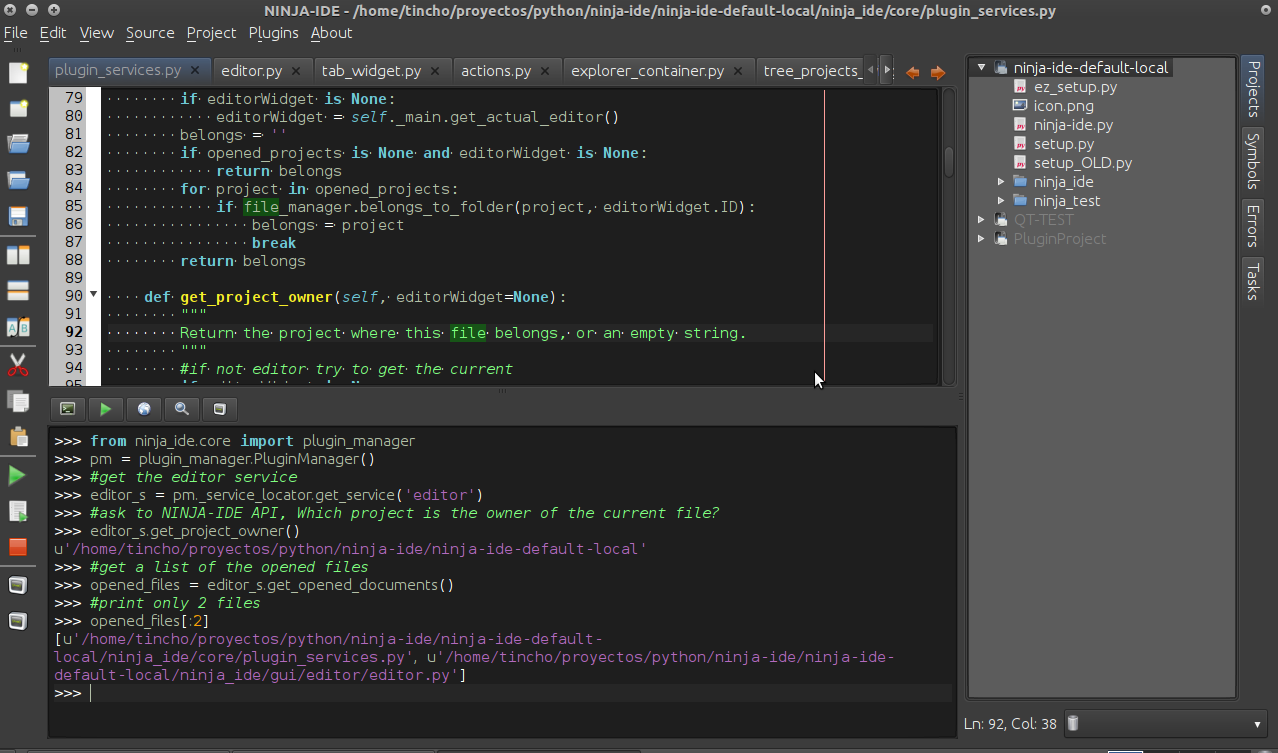 NINJA-IDE - /home/tincho/proyectos/python/ninja-ide/ninja-ide-default-local/ninja_ide/core/plugin_services.py
File Edit View Source Project Plugins About
plugin_services.py editor.py tab_widget.py actions.py explorer_container.py tree_projects_
79 if editorWidget is None:
80 editorWidget = self._main.get_actual_editor()
81 belongs = ''
82 if opened_projects is None and editorWidget is None:
83 return belongs
84 for project in opened_projects:
85 if file_manager.belongs_to_folder(project, editorWidget.ID):
86 belongs = project
87 break
88 return belongs
89
90 def get_project_owner(self, editorWidget=None):
91 """
92 Return the project where this file belongs, or an empty string.
93 """
94 #if not editor try to get the current
95
>>> from ninja_ide.core import plugin_manager
>>> pm = plugin_manager.PluginManager()
>>> #get the editor service
>>> editor_s = pm._service_locator.get_service('editor')
>>> #ask to NINJA-IDE API, Which project is the owner of the current file?
>>> editor_s.get_project_owner()
u'/home/tincho/proyectos/python/ninja-ide/ninja-ide-default-local'
>>> #get a list of the opened files
>>> opened_files = editor_s.get_opened_documents()
>>> #print only 2 files
>>> opened_files[:2]
[u'/home/tincho/proyectos/python/ninja-ide/ninja-ide-default-
local/ninja_ide/core/plugin_services.py', u'/home/tincho/proyectos/python/ninja-ide/ninja-ide-
default-local/ninja_ide/gui/editor/editor.py']
>>>
ninja-ide-default-local
ez_setup.py
icon.png
ninja-ide.py
setup.py
setup_OLD.py
ninja_ide
ninja_test
QT-TEST
PluginProject
Projects
Symbols
Errors
Tasks
Ln: 92, Col: 38